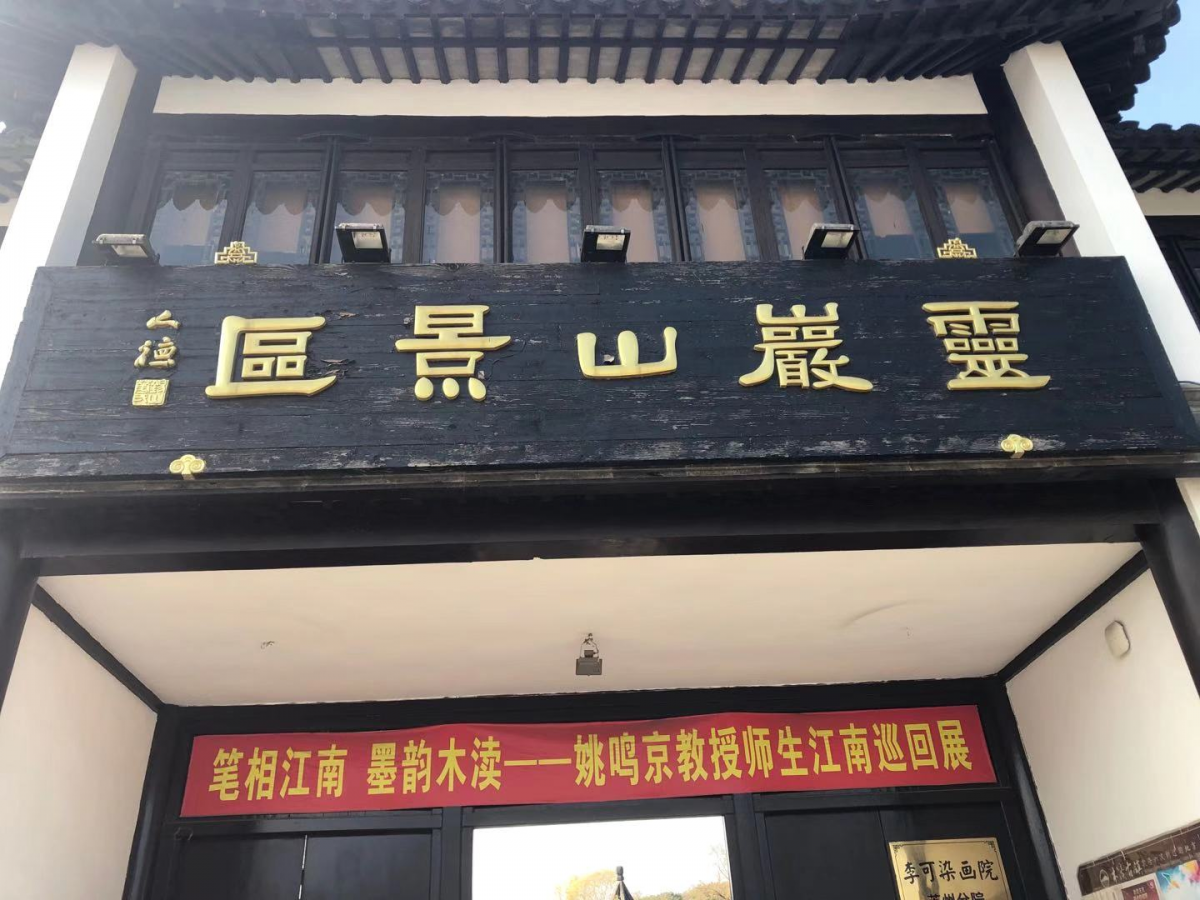 靈巖山景區
笔相江南 墨韵木渎——姚鸣京教授师生江南巡回展
李可染画院